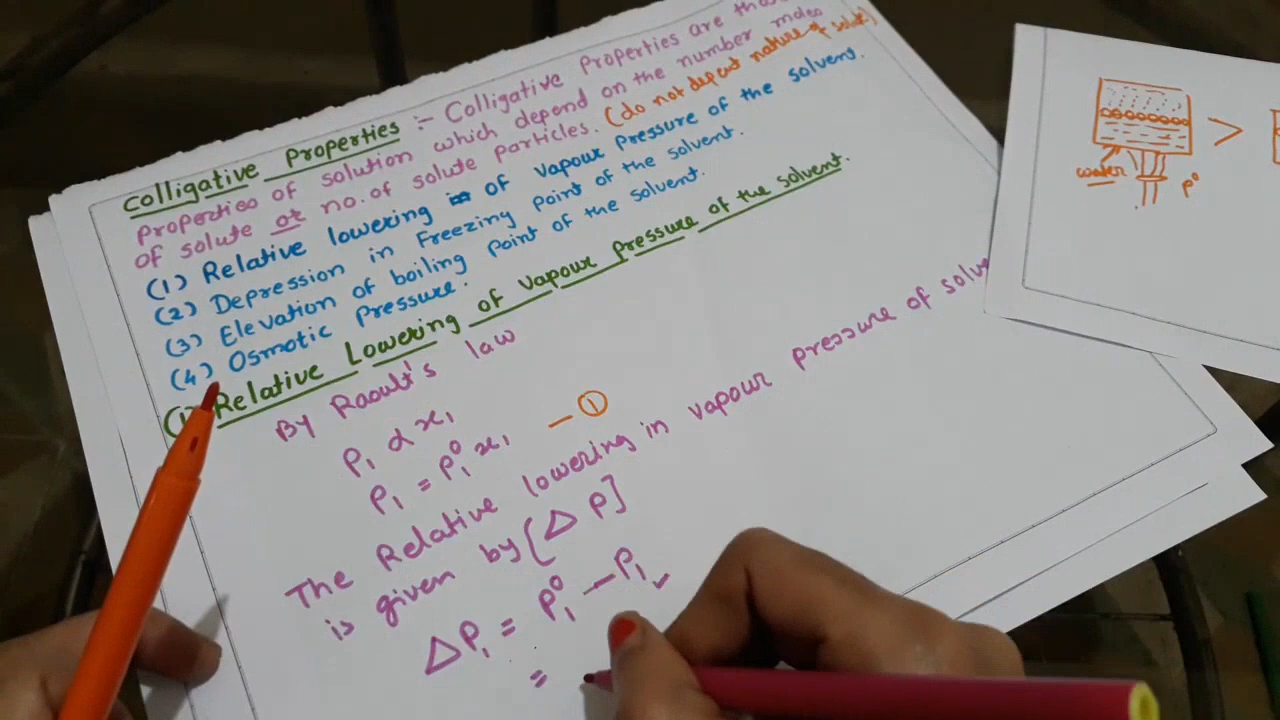 Colligative Properties :- Colligative Properties are those
Properties of solution which depend on the number moles
of solute or no. of solute particles. (do not depent nature of solute)
(1) Relative lowering of vapour pressure of the solvent.
(2) Depression in Freezing point of the solvent.
(3) Elevation of boiling point of the solvent.
(4) Osmotic pressure.
(1) Relative Lowering of vapour pressure of the solvent.
By Raoult's law
P₁ α x₁
P₁ = P₁⁰ x₁ — ①
The Relative lowering in vapour pressure of solve
is given by [Δ P]
ΔP₁ = P₁⁰ — P₁
=
>
water
P⁰